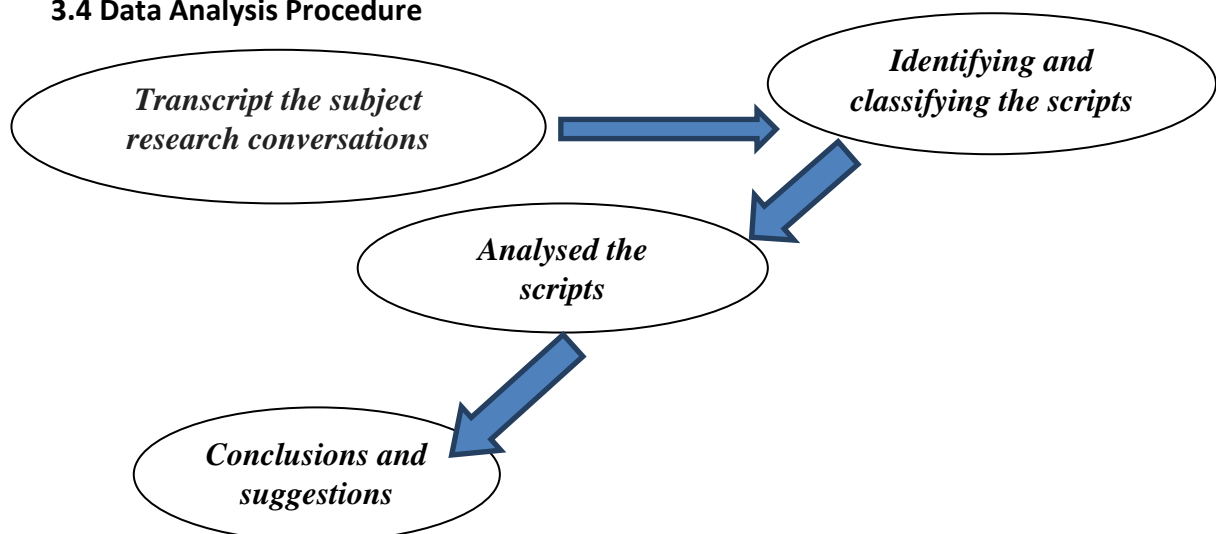 3.4 Data Analysis Procedure
Transcript the subject
research conversations
Identifying and
classifying the scripts
Analysed the
scripts
Conclusions and
suggestions